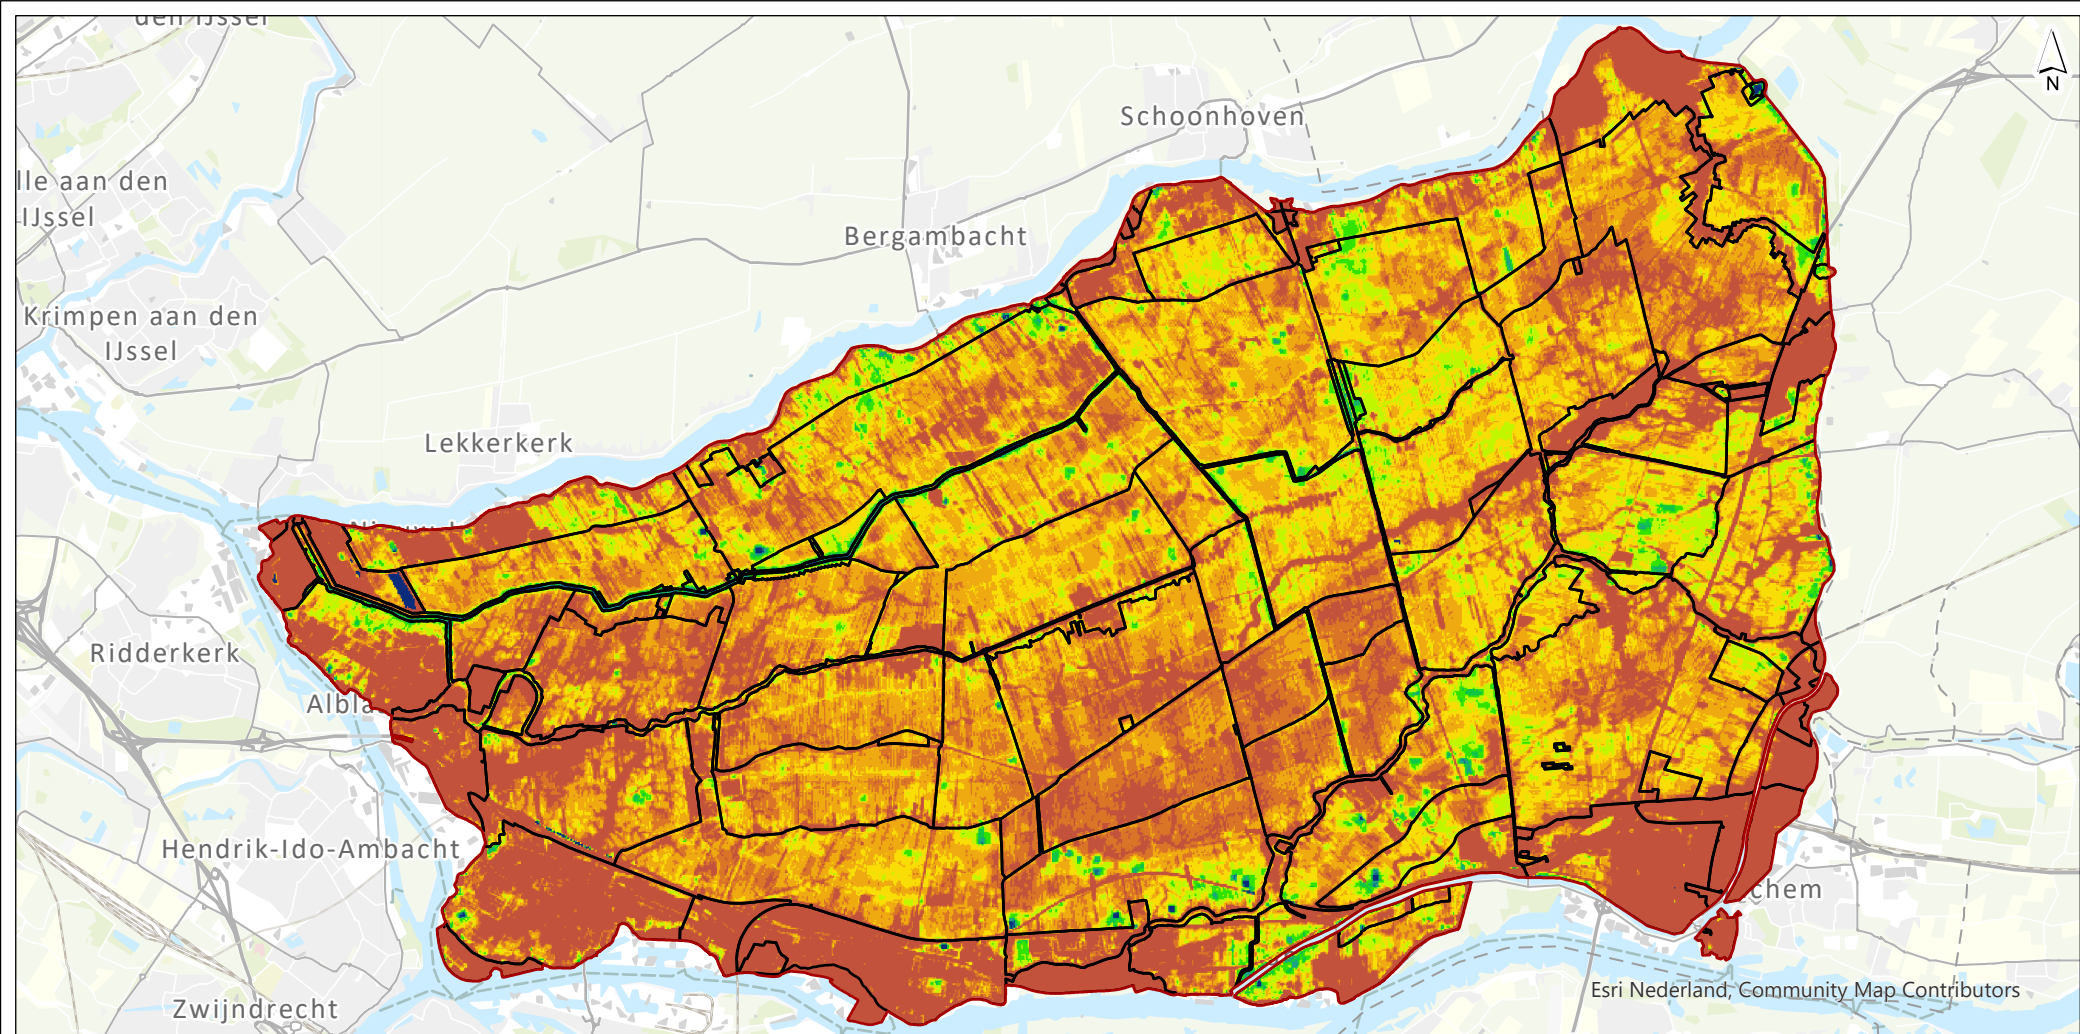 N
Schoonhoven
lle aan den
IJssel
Bergambacht
Krimpen aan den
IJssel
Lekkerkerk
Ridderkerk
Albla
Hendrik-Ido-Ambacht
chem
Esri Nederland, Community Map Contributors
Zwijndrecht